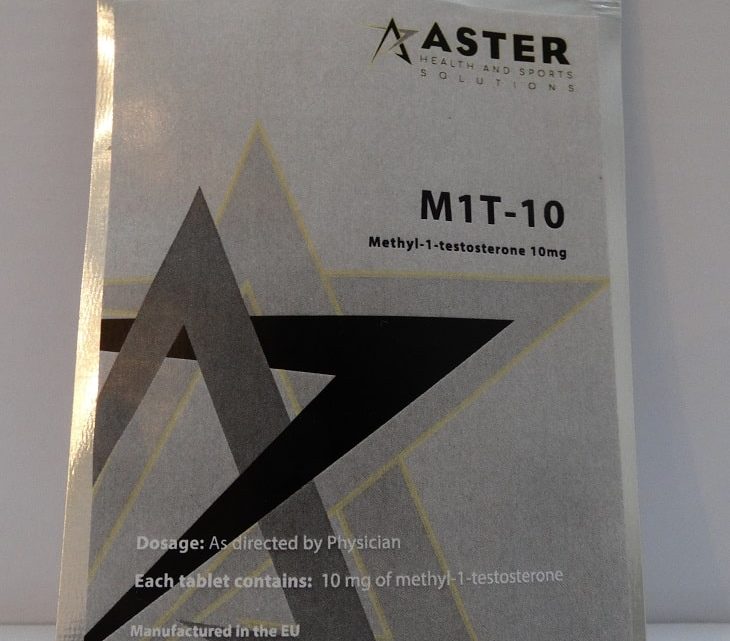 ASTER
HEALTH AND SPORTS
SOLUTIONS
M1T-10
Methyl-1-testosterone 10mg
Dosage: As directed by Physician
Each tablet contains: 10 mg of methyl-1-testosterone
Manufactured in the EU